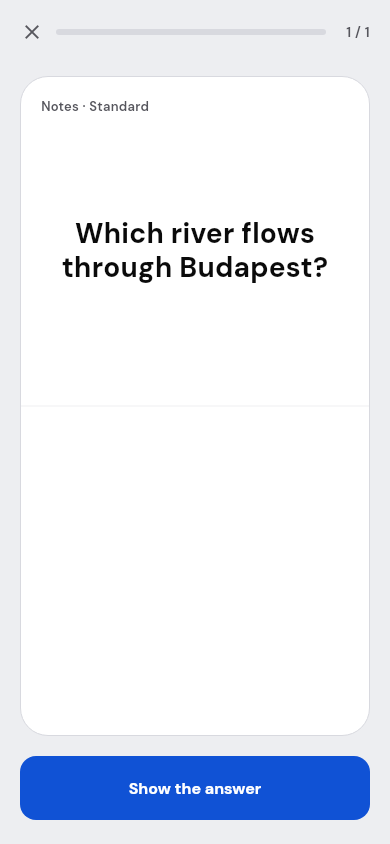 1 / 1
Notes · Standard
Which river flows
through Budapest?
Show the answer